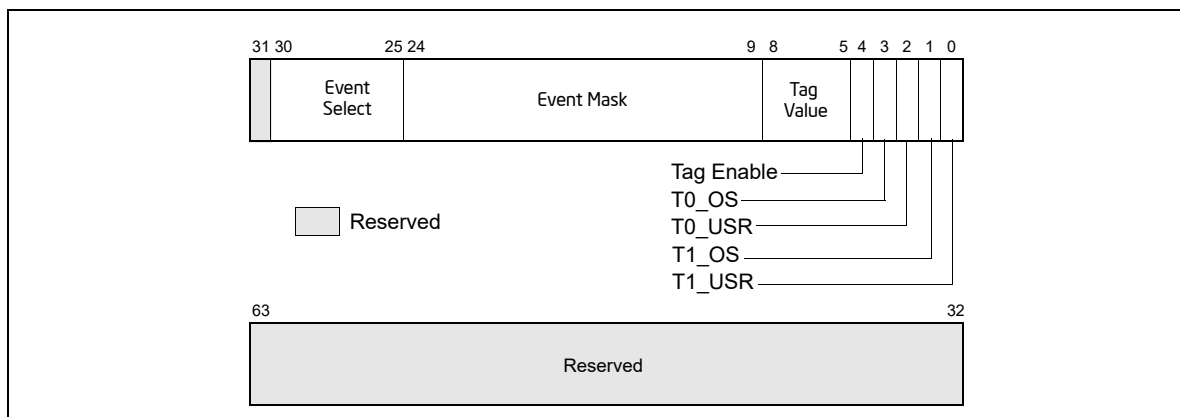 31 30 25 24 9 8 5 4 3 2 1 0
Event Select
Event Mask
Tag Value
Tag Enable
T0_OS
T0_USR
T1_OS
T1_USR
Reserved
63 32
Reserved